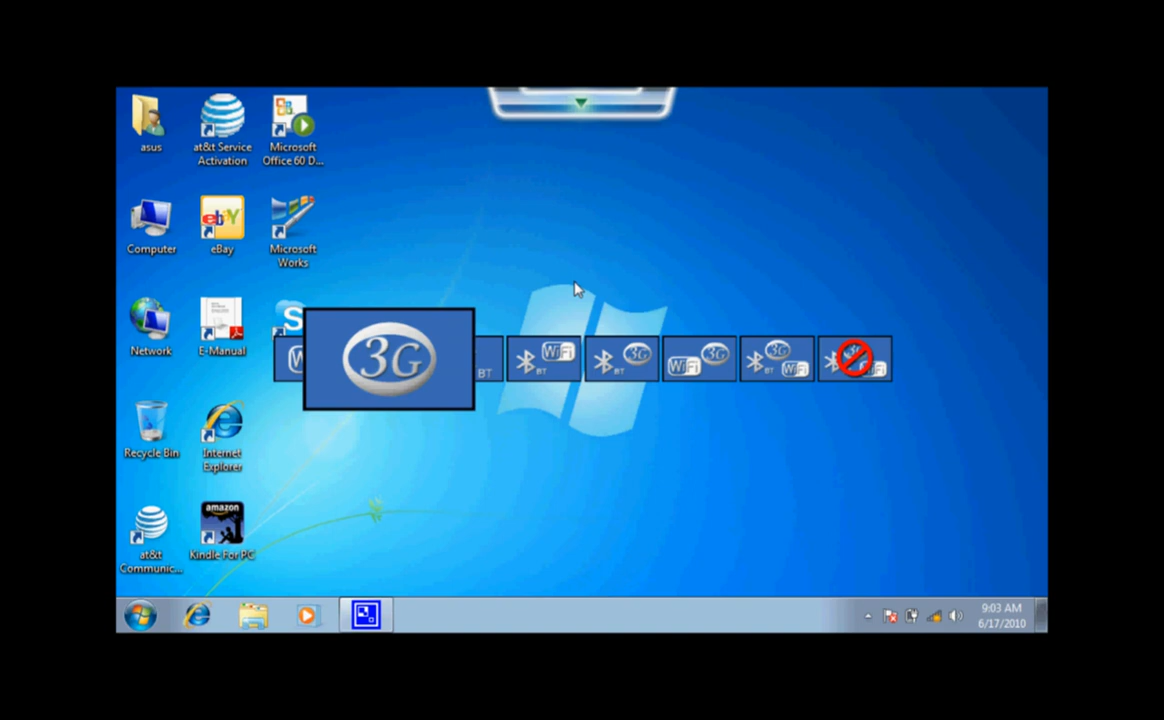 asus
at&t Service
Activation
Microsoft
Office 60 D...
Computer
eBay
eBay
Microsoft
Works
S
Network
E-Manual
W
3G
BT
BT
WiFi
BT
3G
WiFi
3G
BT
3G
WiFi
3G
WiFi
Recycle Bin
Internet
Explorer
amazon
at&t
Communic...
Kindle For PC
9:03 AM
6/17/2010